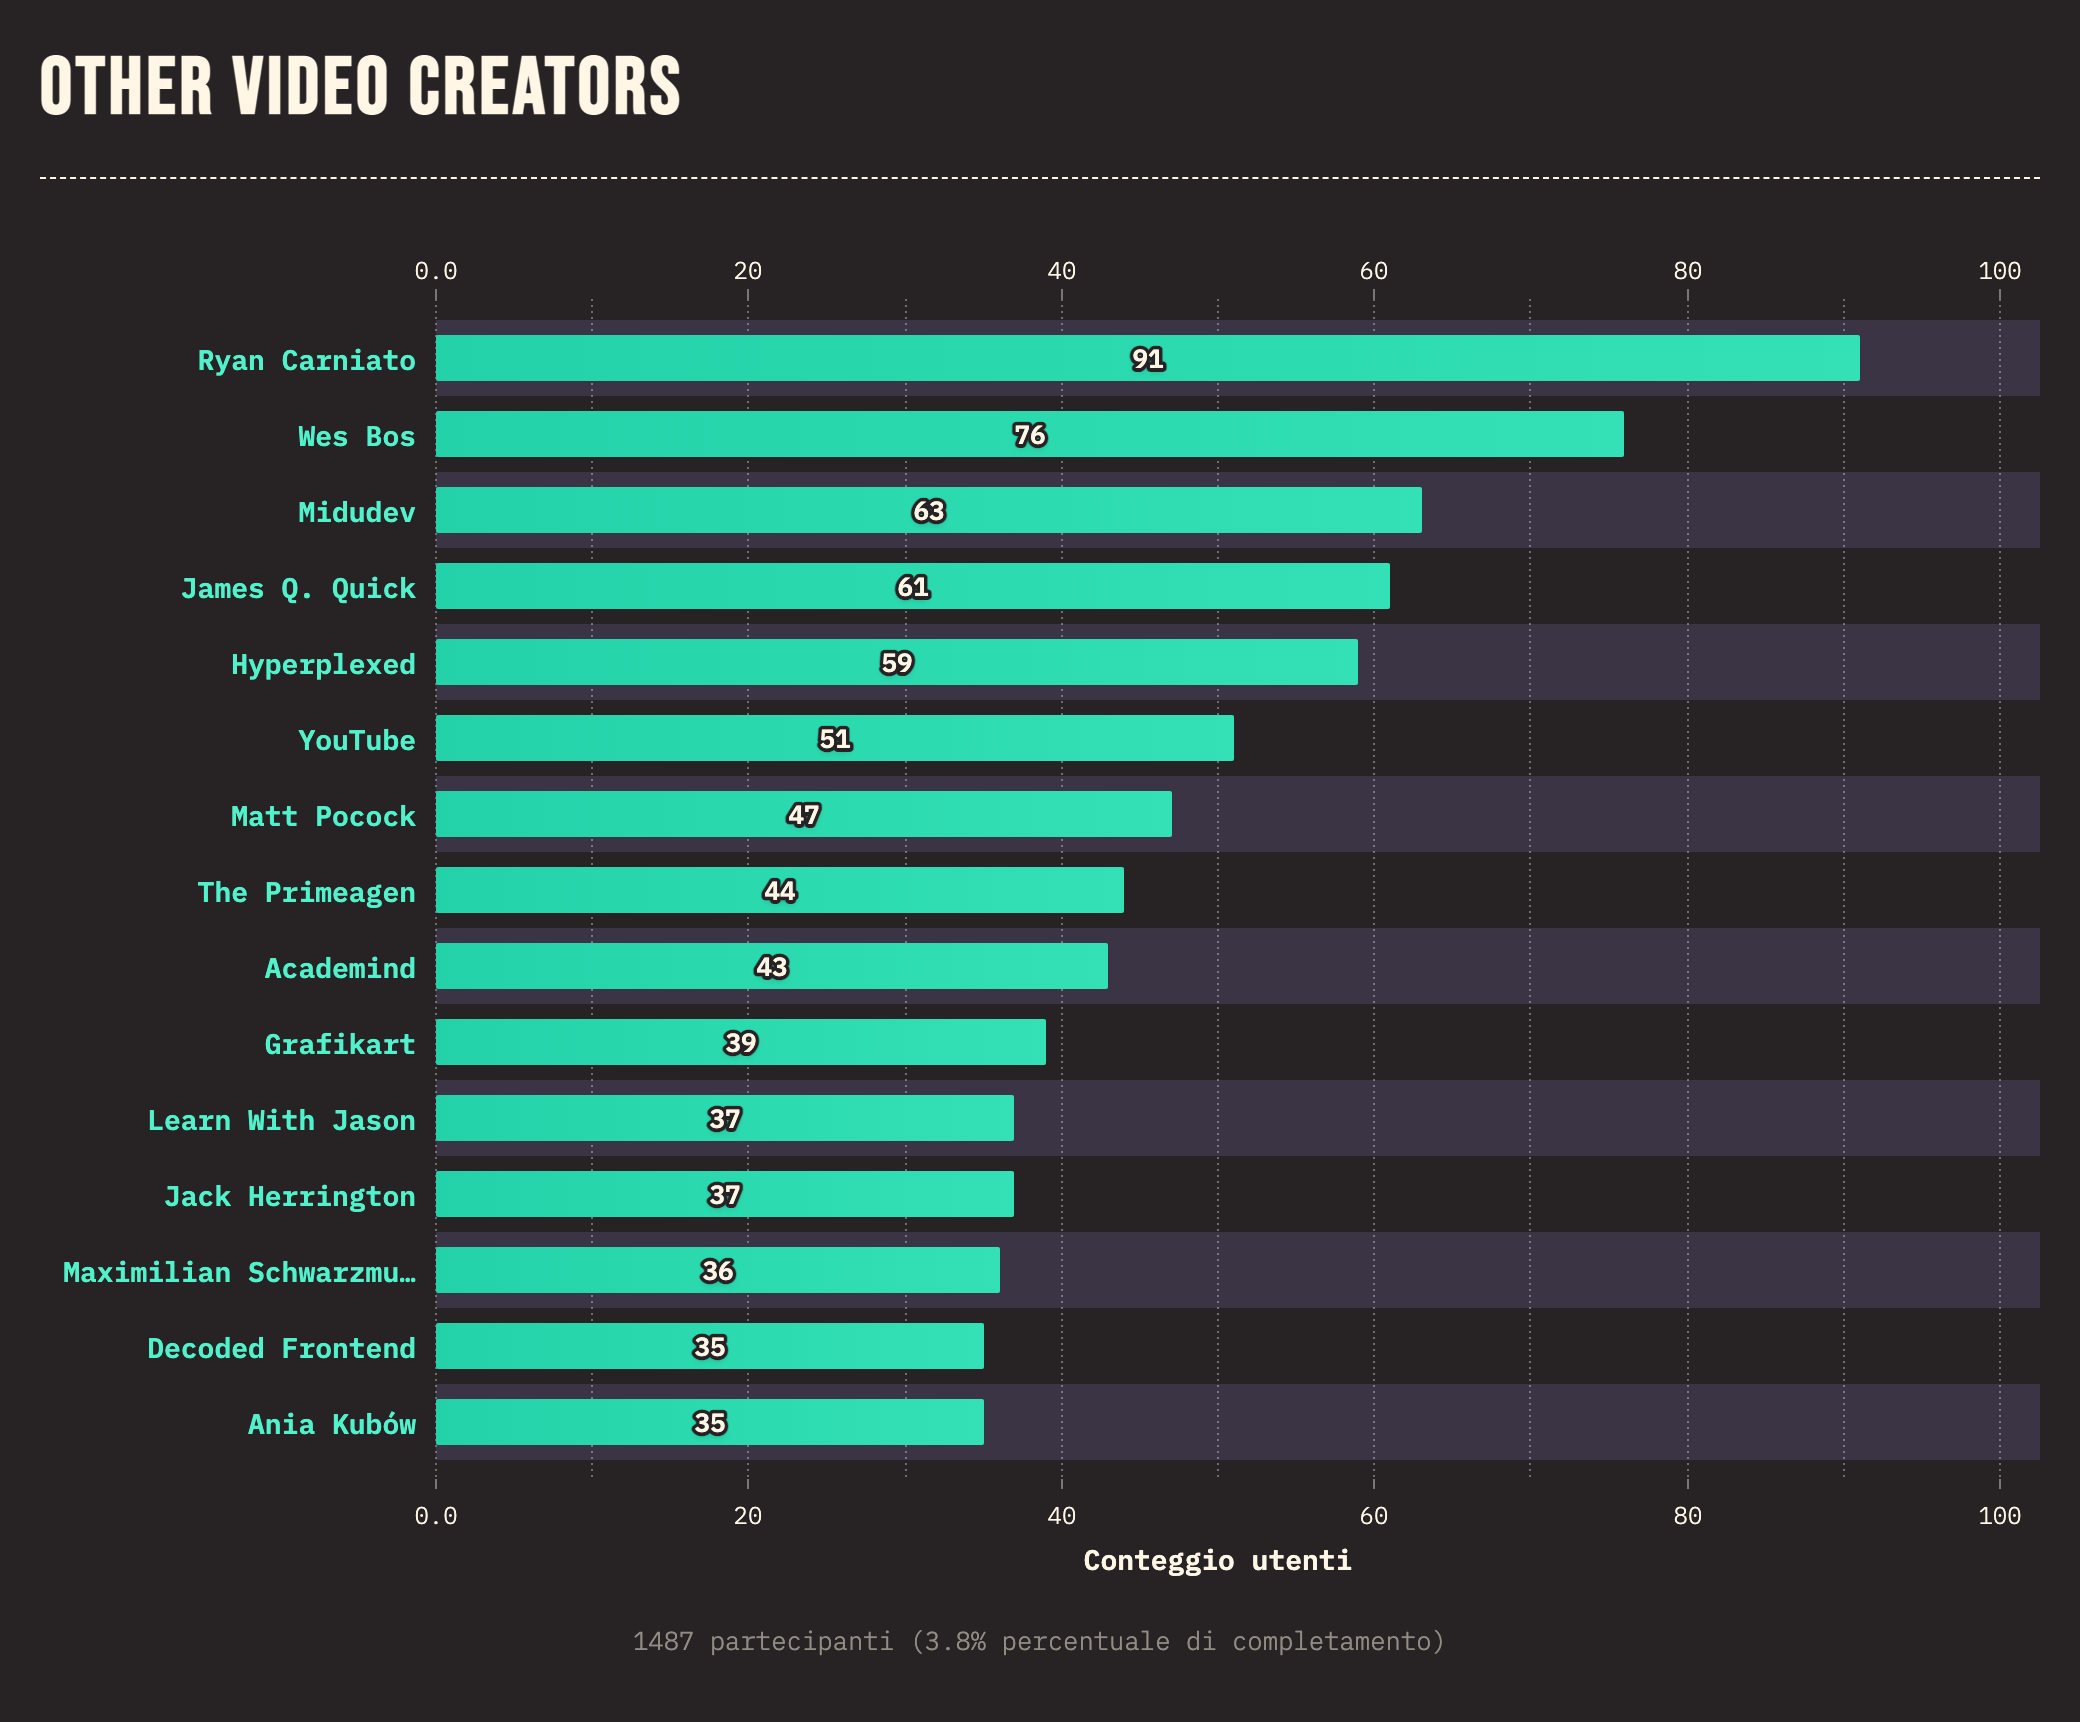 OTHER VIDEO CREATORS
0.0 20 40 60 80 100
Ryan Carniato 91
Wes Bos 76
Midudev 63
James Q. Quick 61
Hyperplexed 59
YouTube 51
Matt Pocock 47
The Primeagen 44
Academind 43
Grafikart 39
Learn With Jason 37
Jack Herrington 37
Maximilian Schwarzmu… 36
Decoded Frontend 35
Ania Kubów 35
0.0 20 40 60 80 100
Conteggio utenti
1487 partecipanti (3.8% percentuale di completamento)